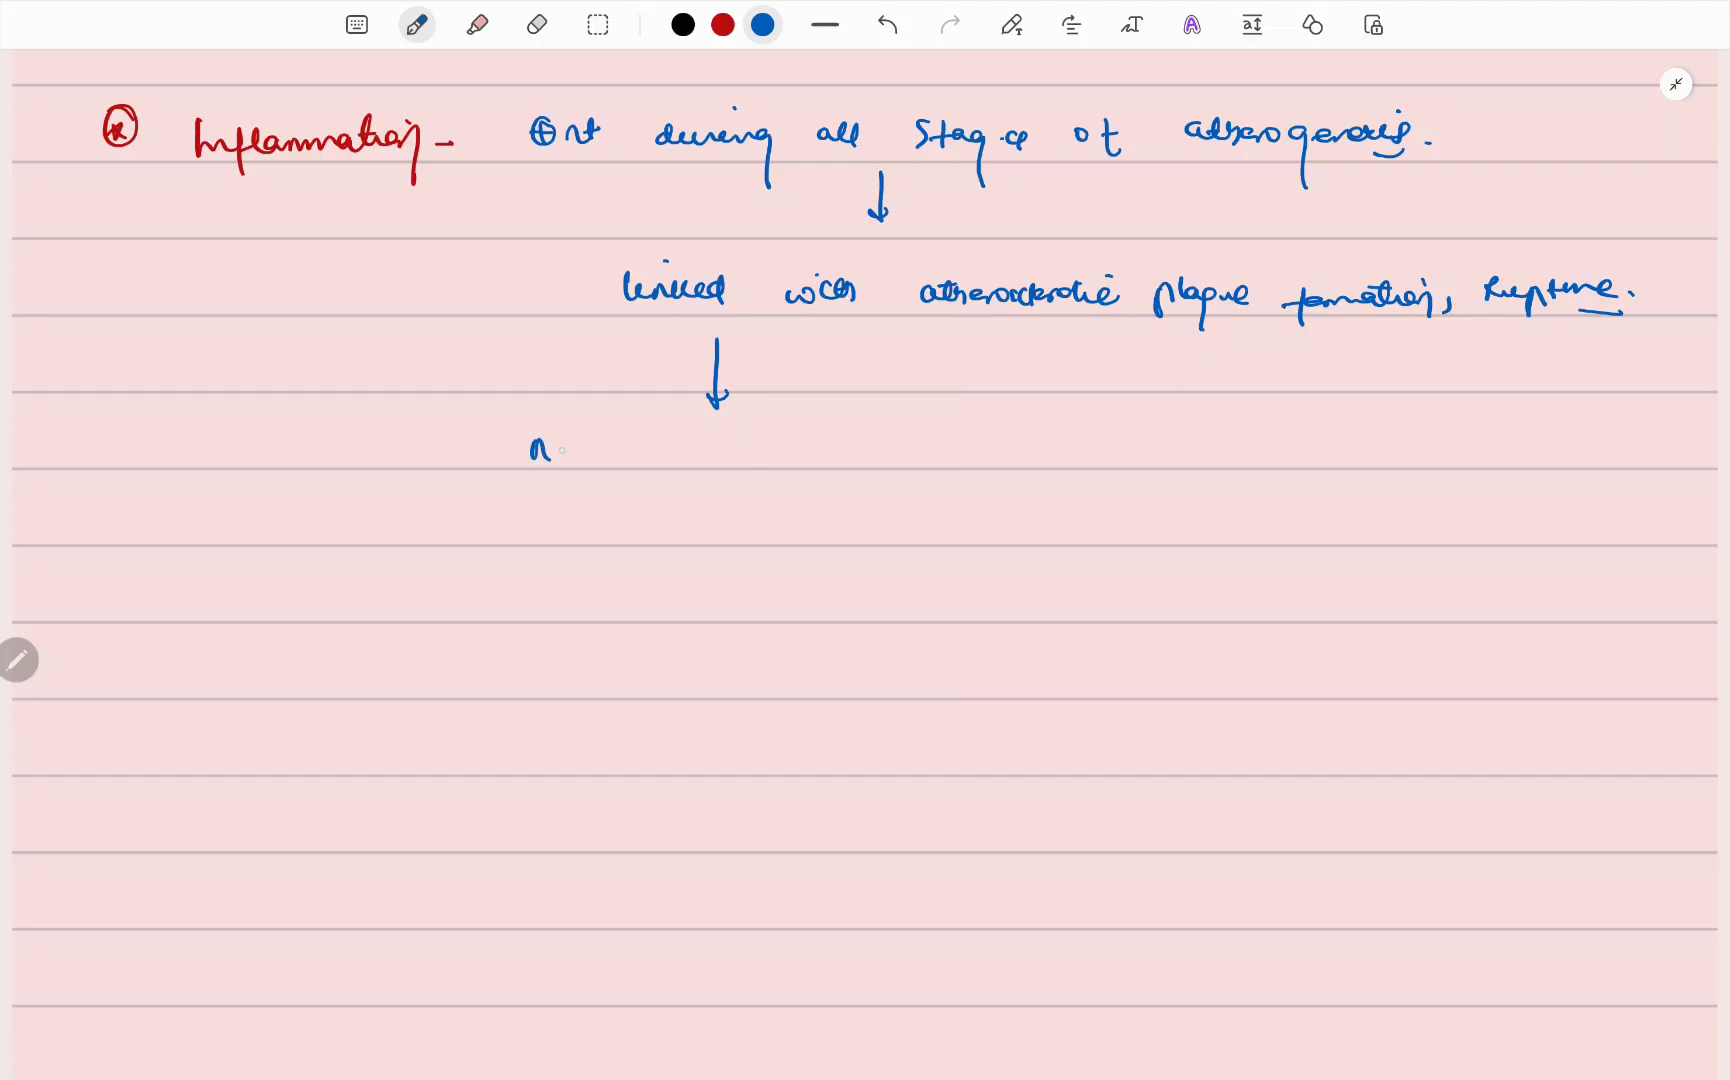 Inflammation - ⊕nt during all stages of atherogenesis.
↓
linked with atherosclerotic plaque formation, rupture.
↓